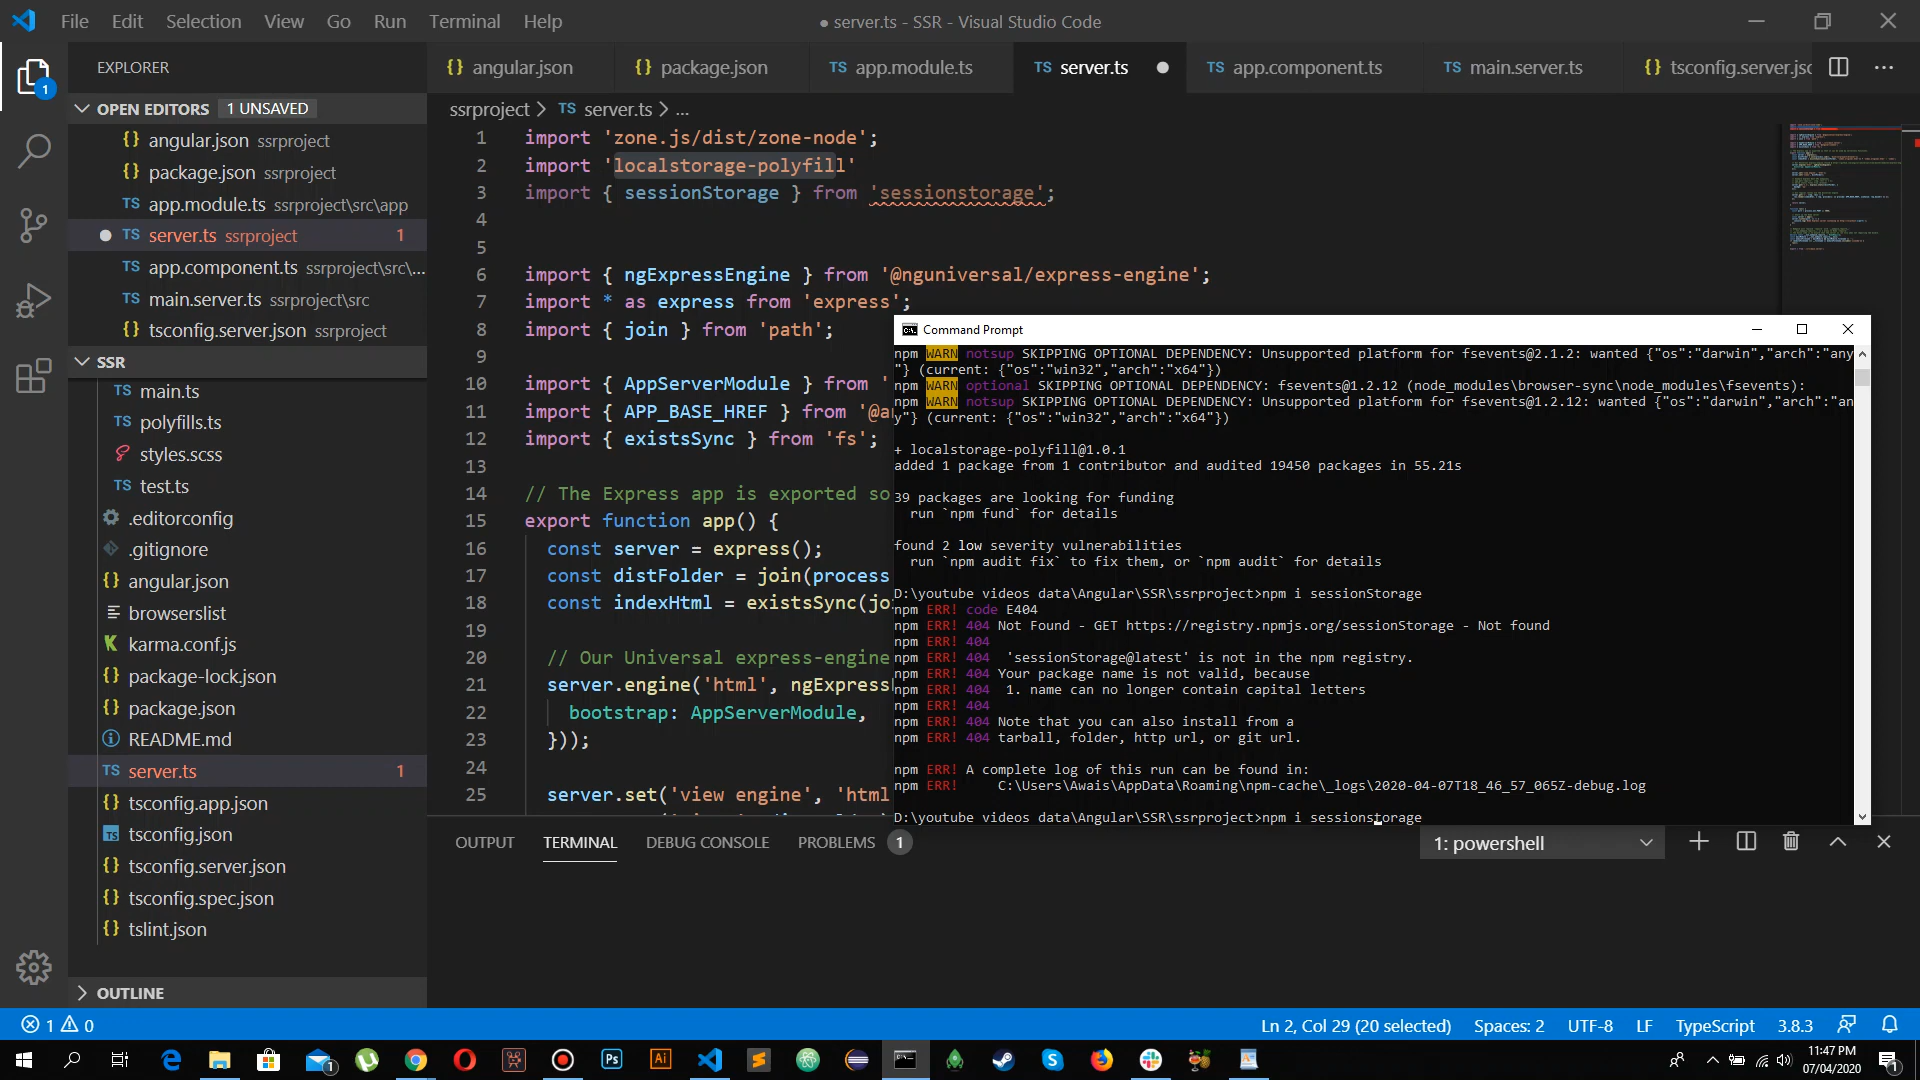 File Edit Selection View Go Run Terminal Help
● server.ts - SSR - Visual Studio Code
EXPLORER
{} angular.json
{} package.json
TS app.module.ts
TS server.ts ●
TS app.component.ts
TS main.server.ts
{} tsconfig.server.jsc
1
OPEN EDITORS 1 UNSAVED
{} angular.json ssrproject
{} package.json ssrproject
TS app.module.ts ssrproject\src\app
● TS server.ts ssrproject 1
TS app.component.ts ssrproject\src\...
TS main.server.ts ssrproject\src
{} tsconfig.server.json ssrproject
SSR
TS main.ts
TS polyfills.ts
styles.scss
TS test.ts
.editorconfig
.gitignore
{} angular.json
browserslist
karma.conf.js
{} package-lock.json
{} package.json
README.md
TS server.ts 1
{} tsconfig.app.json
TS tsconfig.json
{} tsconfig.server.json
{} tsconfig.spec.json
{} tslint.json
OUTLINE
ssrproject > TS server.ts > ...
1 import 'zone.js/dist/zone-node';
2 import 'localstorage-polyfill'
3 import { sessionStorage } from 'sessionstorage';
4
5
6 import { ngExpressEngine } from '@nguniversal/express-engine';
7 import * as express from 'express';
8 import { join } from 'path';
9
10 import { AppServerModule } from '
11 import { APP_BASE_HREF } from '@a
12 import { existsSync } from 'fs';
13
14 // The Express app is exported so
15 export function app() {
16 const server = express();
17 const distFolder = join(process
18 const indexHtml = existsSync(jo
19
20 // Our Universal express-engine
21 server.engine('html', ngExpress
22 bootstrap: AppServerModule,
23 }));
24
25 server.set('view engine', 'html
Command Prompt
npm WARN notsup SKIPPING OPTIONAL DEPENDENCY: Unsupported platform for fsevents@2.1.2: wanted {"os":"darwin","arch":"any
"} (current: {"os":"win32","arch":"x64"})
npm WARN optional SKIPPING OPTIONAL DEPENDENCY: fsevents@1.2.12 (node_modules\browser-sync\node_modules\fsevents):
npm WARN notsup SKIPPING OPTIONAL DEPENDENCY: Unsupported platform for fsevents@1.2.12: wanted {"os":"darwin","arch":"an
y"} (current: {"os":"win32","arch":"x64"})
+ localstorage-polyfill@1.0.1
added 1 package from 1 contributor and audited 19450 packages in 55.21s
39 packages are looking for funding
run `npm fund` for details
found 2 low severity vulnerabilities
run `npm audit fix` to fix them, or `npm audit` for details
D:\youtube videos data\Angular\SSR\ssrproject>npm i sessionStorage
npm ERR! code E404
npm ERR! 404 Not Found - GET https://registry.npmjs.org/sessionStorage - Not found
npm ERR! 404
npm ERR! 404 'sessionStorage@latest' is not in the npm registry.
npm ERR! 404 Your package name is not valid, because
npm ERR! 404 1. name can no longer contain capital letters
npm ERR! 404
npm ERR! 404 Note that you can also install from a
npm ERR! 404 tarball, folder, http url, or git url.
npm ERR! A complete log of this run can be found in:
npm ERR! C:\Users\Awais\AppData\Roaming\npm-cache\_logs\2020-04-07T18_46_57_065Z-debug.log
D:\youtube videos data\Angular\SSR\ssrproject>npm i sessionstorage
OUTPUT TERMINAL DEBUG CONSOLE PROBLEMS 1
1: powershell
1 0
Ln 2, Col 29 (20 selected) Spaces: 2 UTF-8 LF TypeScript 3.8.3
1
Ps
Ai
11:47 PM
07/04/2020
1